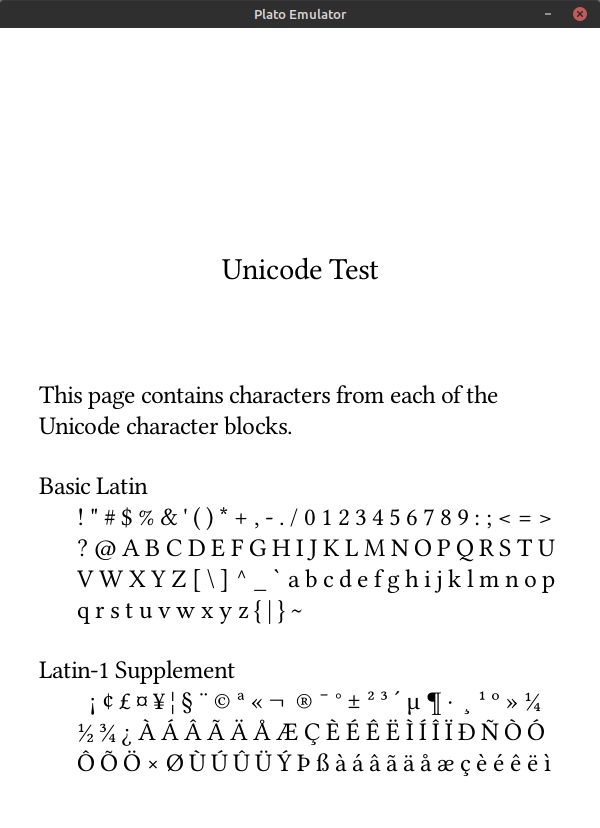 Plato Emulator
Unicode Test
This page contains characters from each of the
Unicode character blocks.
Basic Latin
! " # $ % & ' ( ) * + , - . / 0 1 2 3 4 5 6 7 8 9 : ; < = >
? @ A B C D E F G H I J K L M N O P Q R S T U
V W X Y Z [ \ ] ^ _ ` a b c d e f g h i j k l m n o p
q r s t u v w x y z { | } ~
Latin-1 Supplement
¡ ¢ £ ¤ ¥ ¦ § ¨ © ª « ¬ ® ¯ ° ± ² ³ ´ µ ¶ · ¸ ¹ º » ¼
½ ¾ ¿ À Á Â Ã Ä Å Æ Ç È É Ê Ë Ì Í Î Ï Ð Ñ Ò Ó
Ô Õ Ö × Ø Ù Ú Û Ü Ý Þ ß à á â ã ä å æ ç è é ê ë ì